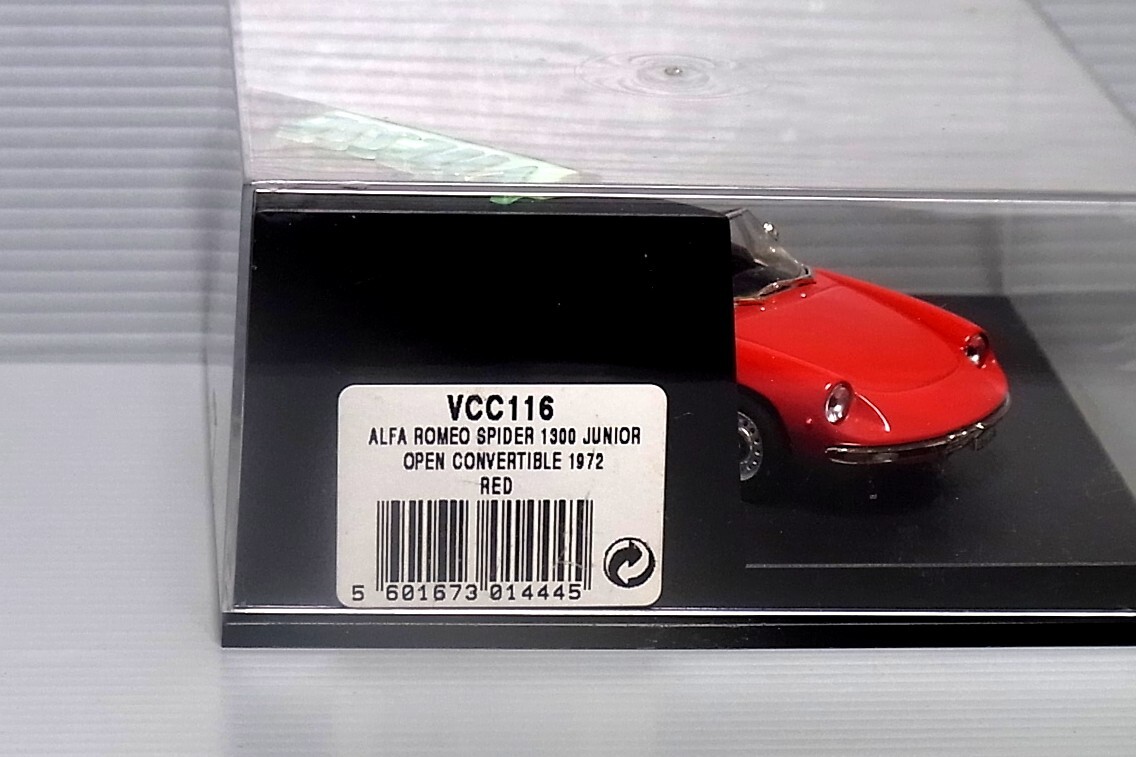 VCC116
ALFA ROMEO SPIDER 1300 JUNIOR
OPEN CONVERTIBLE 1972
RED
5 601673 014445